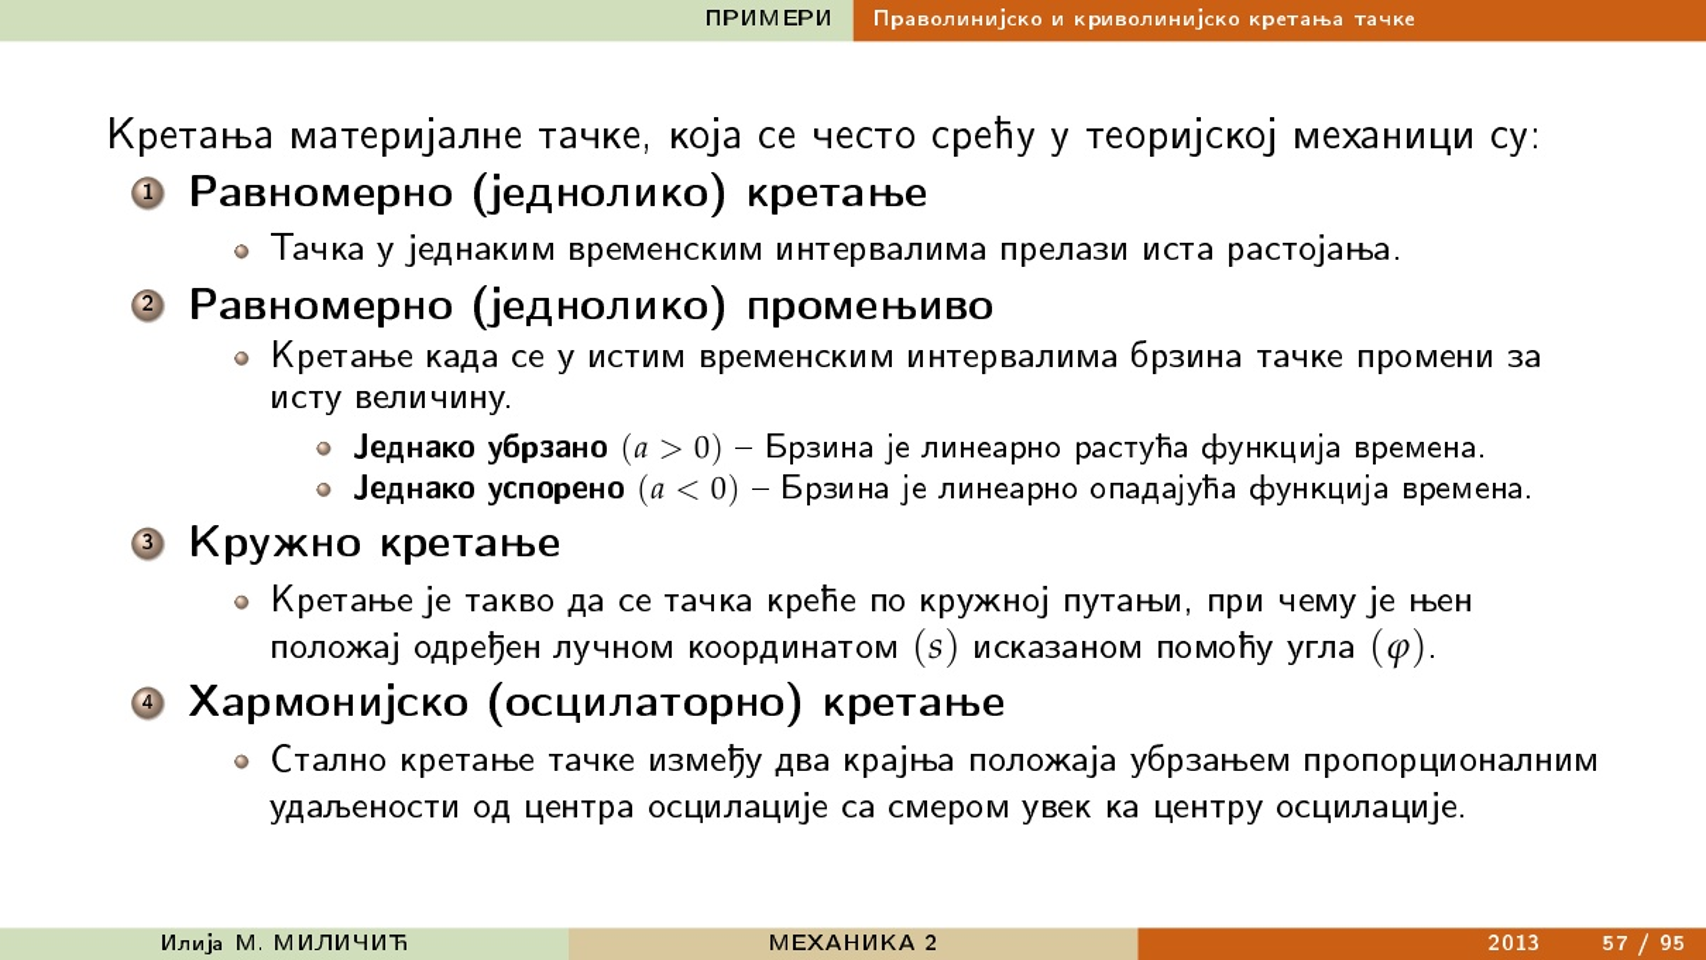 ПРИМЕРИ Праволинијско и криволинијско кретања тачке
Кретања материјалне тачке, која се често срећу у теоријској механици су:
1 Равномерно (једнолико) кретање
Тачка у једнаким временским интервалима прелази иста растојања.
2 Равномерно (једнолико) промењиво
Кретање када се у истим временским интервалима брзина тачке промени за
исту величину.
Једнако убрзано (a > 0) – Брзина је линеарно растућа функција времена.
Једнако успорено (a < 0) – Брзина је линеарно опадајућа функција времена.
3 Кружно кретање
Кретање је такво да се тачка креће по кружној путањи, при чему је њен
положај одређен лучном координатом (s) исказаном помоћу угла (φ).
4 Хармонијско (осцилаторно) кретање
Стално кретање тачке између два крајња положаја убрзањем пропорционалним
удаљености од центра осцилације са смером увек ка центру осцилације.
Илија М. МИЛИЧИЋ МЕХАНИКА 2 2013 57 / 95